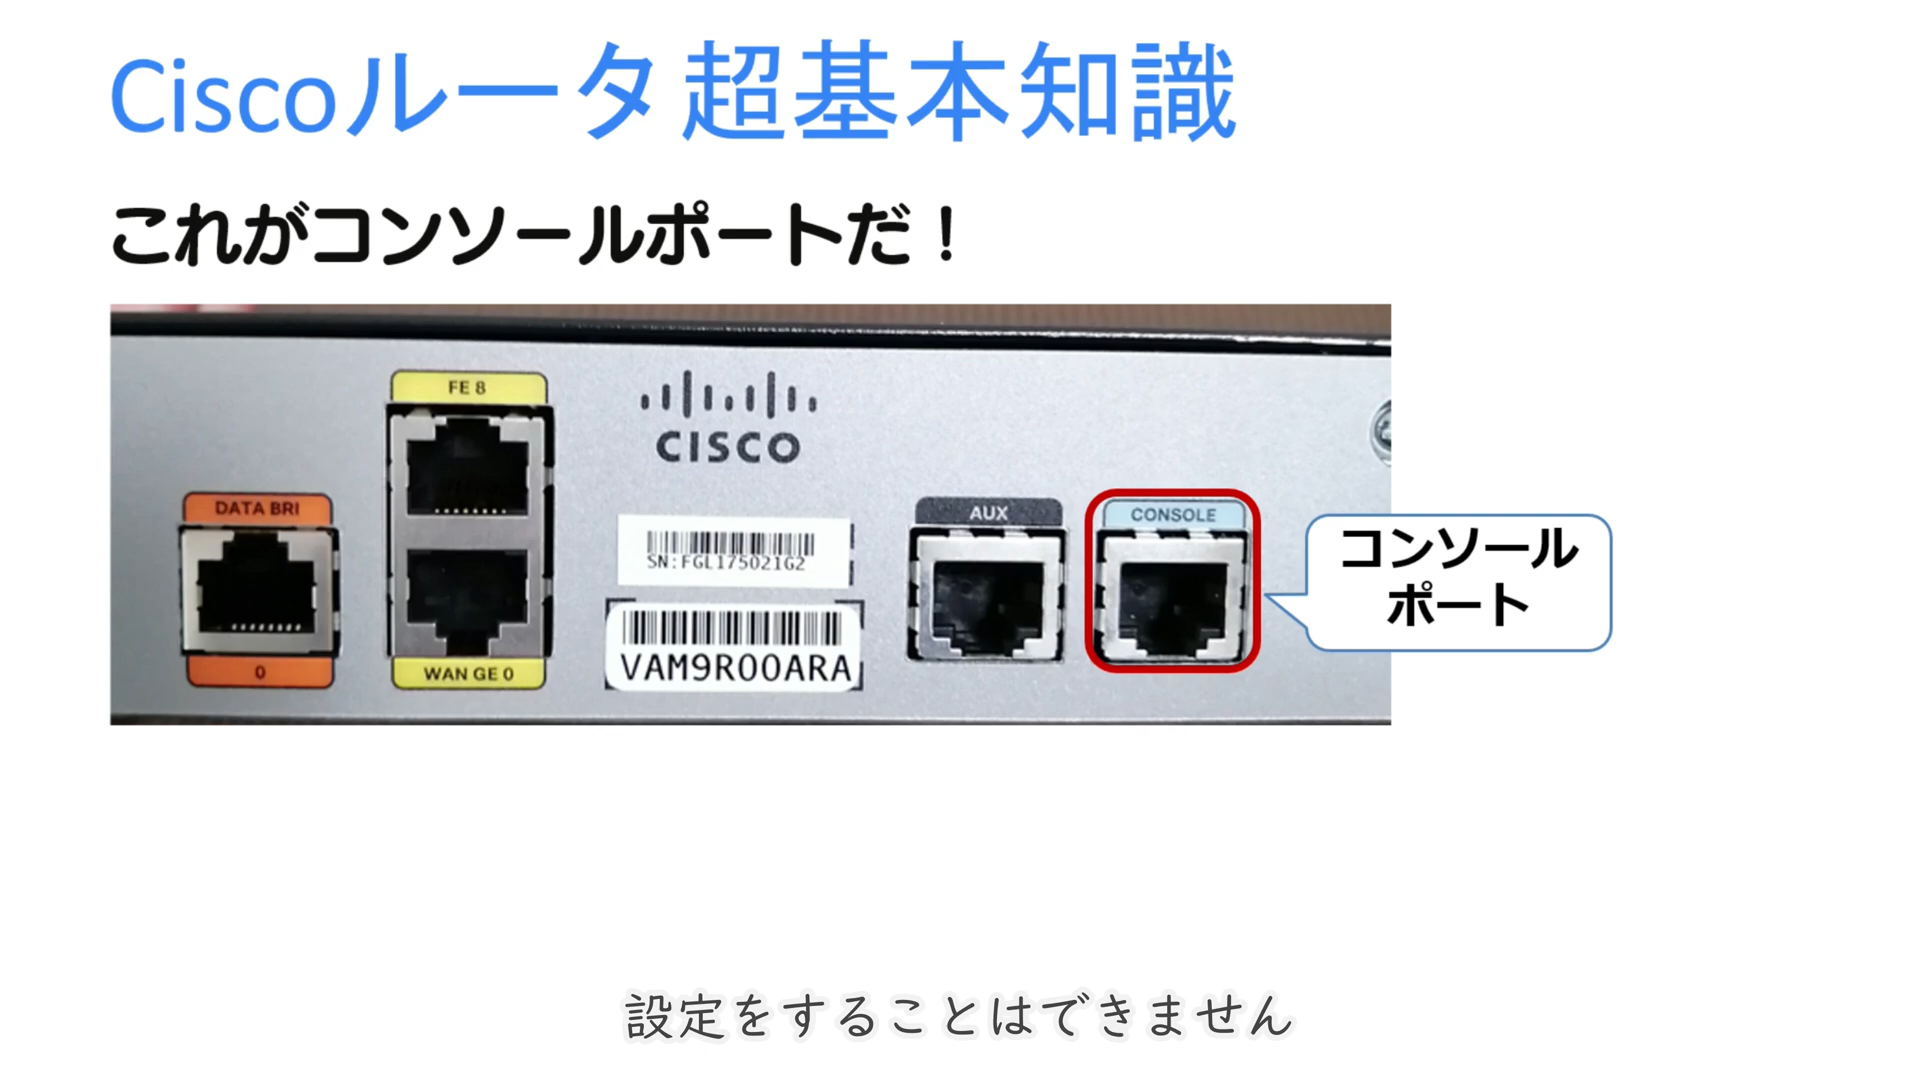 Ciscoルータ超基本知識
これがコンソールポートだ！
FE 8
CISCO
DATA BRI
AUX
CONSOLE
コンソール
ポート
SN:FGL175021G2
0
WAN GE 0
VAM9R00ARA
設定をすることはできません